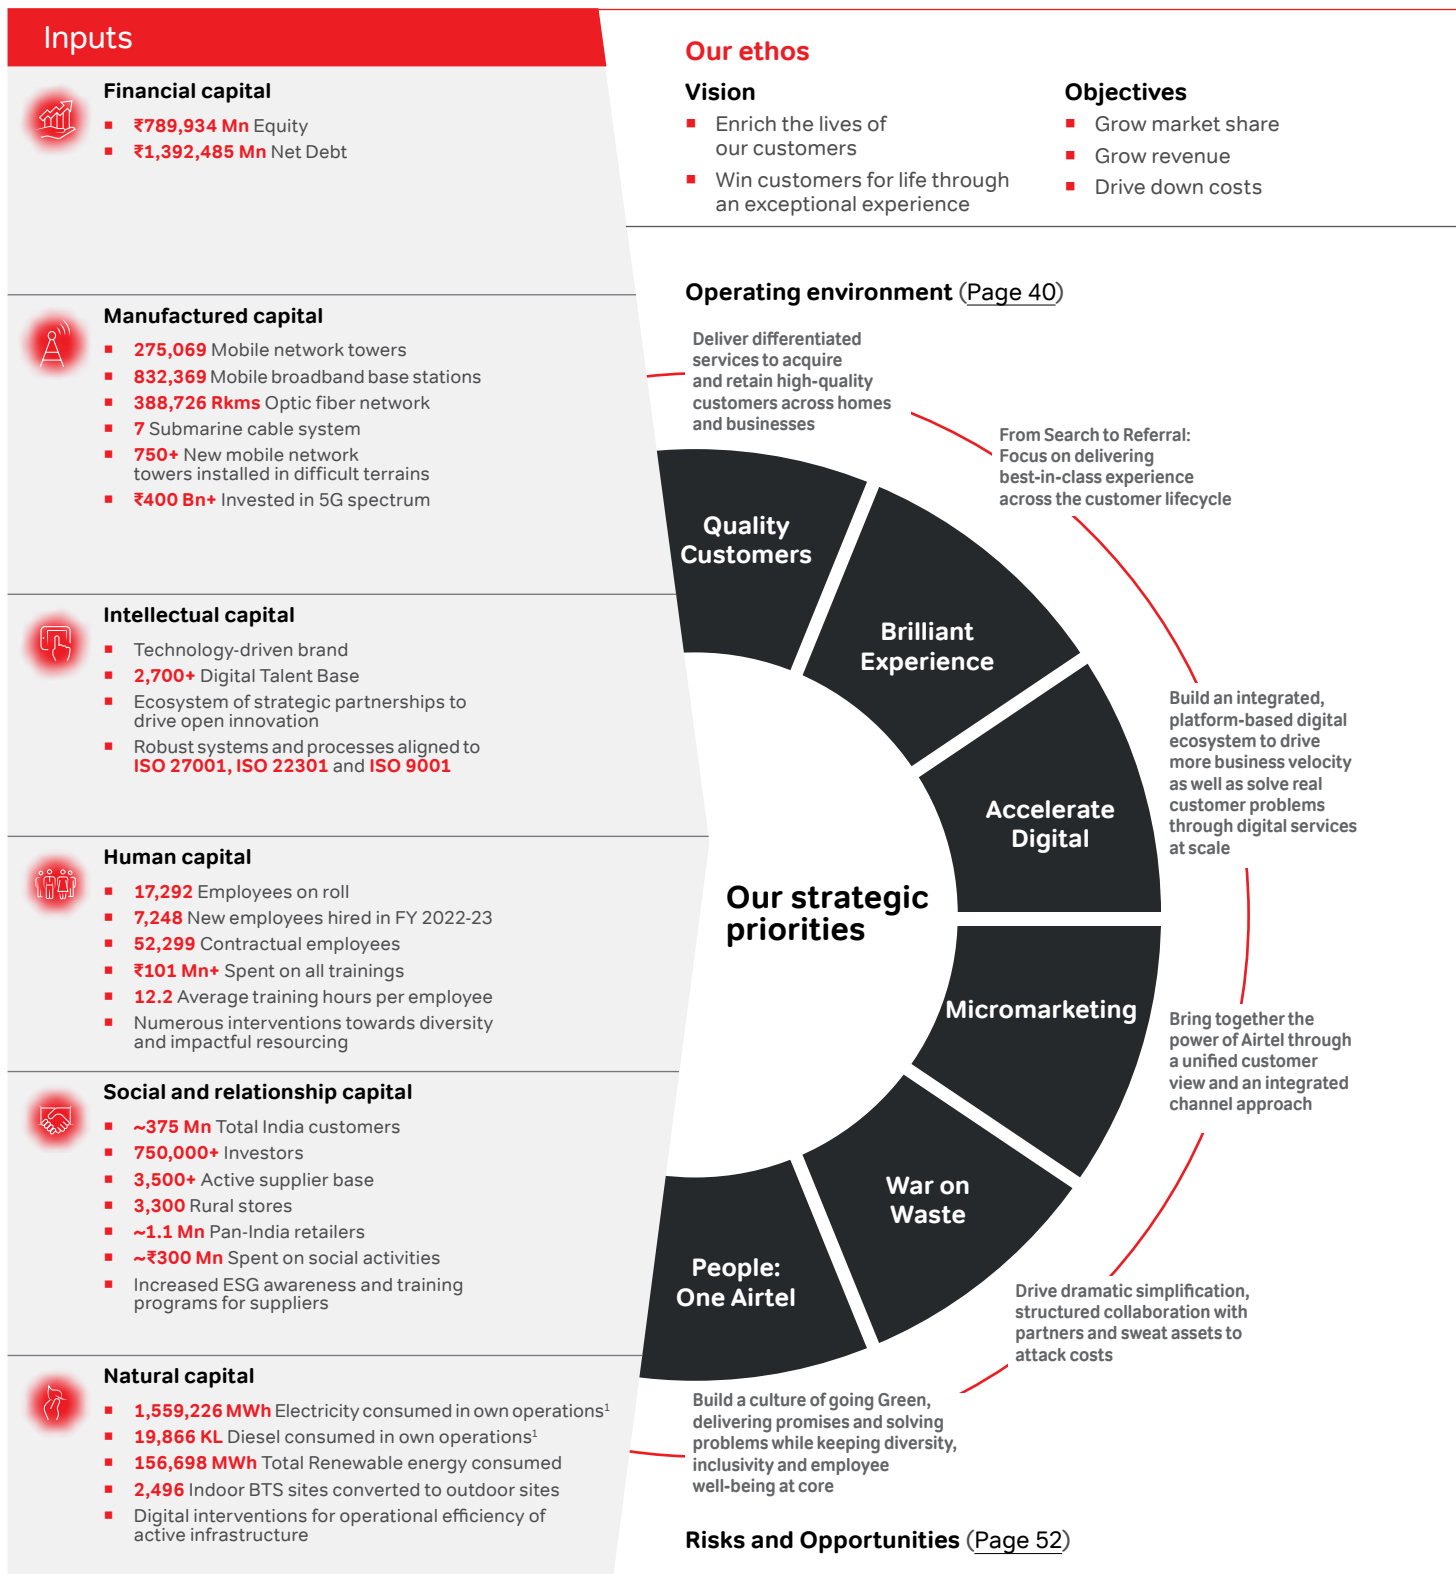 Inputs
Financial capital
₹789,934 Mn Equity
₹1,392,485 Mn Net Debt
Manufactured capital
275,069 Mobile network towers
832,369 Mobile broadband base stations
388,726 Rkms Optic fiber network
7 Submarine cable system
750+ New mobile network
towers installed in difficult terrains
₹400 Bn+ Invested in 5G spectrum
Intellectual capital
Technology-driven brand
2,700+ Digital Talent Base
Ecosystem of strategic partnerships to
drive open innovation
Robust systems and processes aligned to
ISO 27001, ISO 22301 and ISO 9001
Human capital
17,292 Employees on roll
7,248 New employees hired in FY 2022-23
52,299 Contractual employees
₹101 Mn+ Spent on all trainings
12.2 Average training hours per employee
Numerous interventions towards diversity
and impactful resourcing
Social and relationship capital
~375 Mn Total India customers
750,000+ Investors
3,500+ Active supplier base
3,300 Rural stores
~1.1 Mn Pan-India retailers
~₹300 Mn Spent on social activities
Increased ESG awareness and training
programs for suppliers
Natural capital
1,559,226 MWh Electricity consumed in own operations¹
19,866 KL Diesel consumed in own operations¹
156,698 MWh Total Renewable energy consumed
2,496 Indoor BTS sites converted to outdoor sites
Digital interventions for operational efficiency of
active infrastructure
Our ethos
Vision
Enrich the lives of
our customers
Win customers for life through
an exceptional experience
Objectives
Grow market share
Grow revenue
Drive down costs
Operating environment (Page 40)
Deliver differentiated
services to acquire
and retain high-quality
customers across homes
and businesses
From Search to Referral:
Focus on delivering
best-in-class experience
across the customer lifecycle
Build an integrated,
platform-based digital
ecosystem to drive
more business velocity
as well as solve real
customer problems
through digital services
at scale
Bring together the
power of Airtel through
a unified customer
view and an integrated
channel approach
Drive dramatic simplification,
structured collaboration with
partners and sweat assets to
attack costs
Build a culture of going Green,
delivering promises and solving
problems while keeping diversity,
inclusivity and employee
well-being at core
Quality
Customers
Brilliant
Experience
Accelerate
Digital
Micromarketing
War on
Waste
People:
One Airtel
Our strategic
priorities
Risks and Opportunities (Page 52)